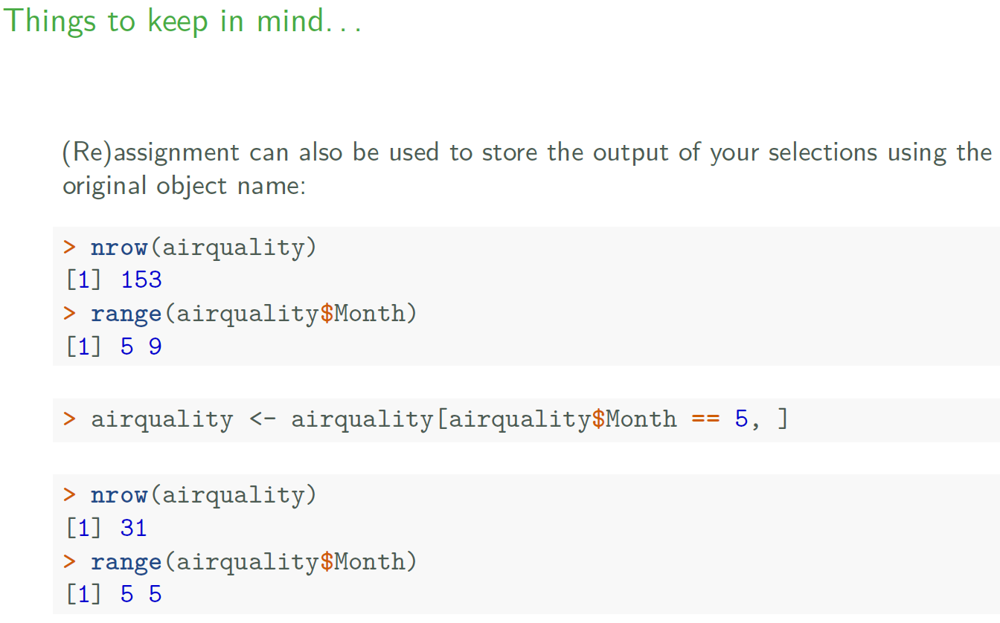 Things to keep in mind...
(Re)assignment can also be used to store the output of your selections using the
original object name:
> nrow(airquality)
[1] 153
> range(airquality$Month)
[1] 5 9
> airquality <- airquality[airquality$Month == 5, ]
> nrow(airquality)
[1] 31
> range(airquality$Month)
[1] 5 5